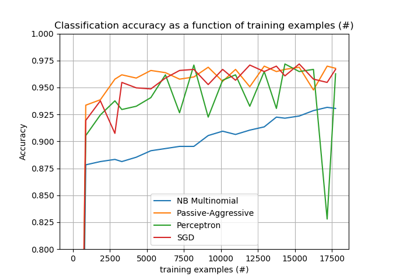 Classification accuracy as a function of training examples (#)
1.000
0.975
0.950
0.925
0.900
0.875
0.850
0.825
0.800
Accuracy
NB Multinomial
Passive-Aggressive
Perceptron
SGD
0 2500 5000 7500 10000 12500 15000 17500
training examples (#)